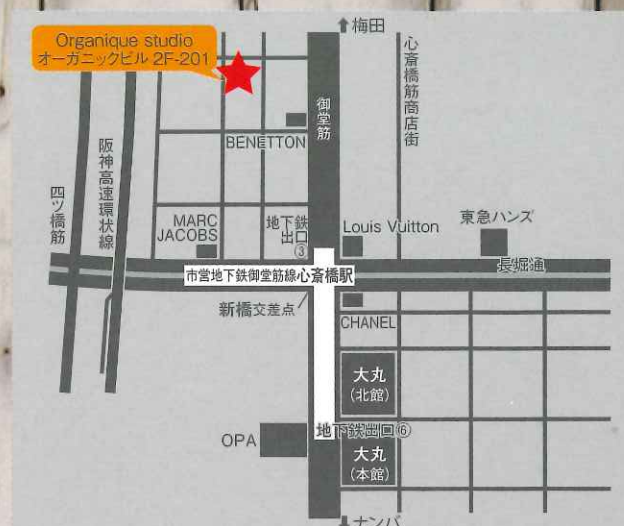 Organique studio
オーガニックビル 2F-201
梅田
心斎橋筋商店街
御堂筋
BENETTON
阪神高速環状線
四ツ橋筋
MARC
JACOBS
地下鉄
出口
③
Louis Vuitton
東急ハンズ
長堀通
市営地下鉄御堂筋線心斎橋駅
新橋交差点
CHANEL
大丸
(北館)
OPA
地下鉄出口⑥
大丸
(本館)
ナンバ